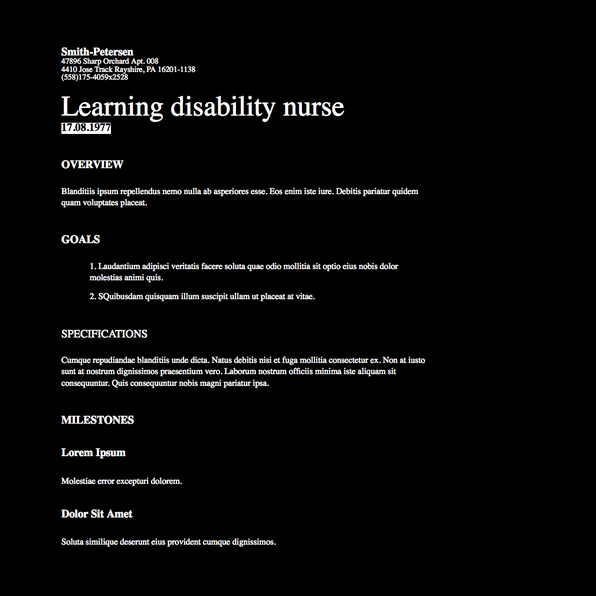 Smith-Petersen
47896 Sharp Orchard Apt. 008
4410 Jose Track Rayshire, PA 16201-1138
(558)175-4059x2528
Learning disability nurse
17.08.1977
OVERVIEW
Blanditiis ipsum repellendus nemo nulla ab asperiores esse. Eos enim iste iure. Debitis pariatur quidem
quam voluptates placeat.
GOALS
1. Laudantium adipisci veritatis facere soluta quae odio mollitia sit optio eius nobis dolor
molestias animi quis.
2. SQuibusdam quisquam illum suscipit ullam ut placeat at vitae.
SPECIFICATIONS
Cumque repudiandae blanditiis unde dicta. Natus debitis nisi et fuga mollitia consectetur ex. Non at iusto
sunt at nostrum dignissimos praesentium vero. Laborum nostrum officiis minima iste aliquam sit
consequuntur. Quis consequuntur nobis magni pariatur ipsa.
MILESTONES
Lorem Ipsum
Molestiae error excepturi dolorem.
Dolor Sit Amet
Soluta similique deserunt eius provident cumque dignissimos.